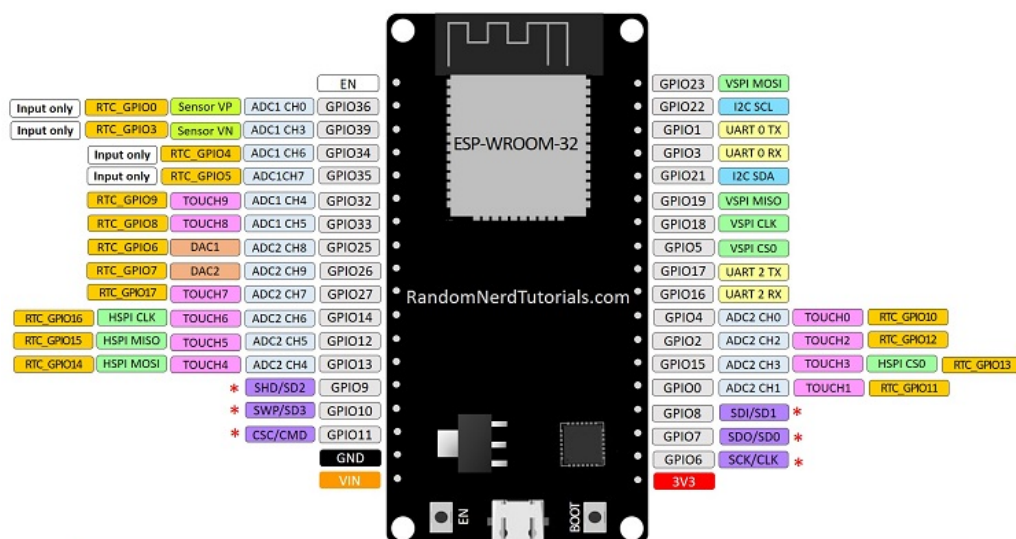 EN
GPIO23 VSPI MOSI
Input only RTC_GPIO0 Sensor VP ADC1 CH0 GPIO36
GPIO22 I2C SCL
Input only RTC_GPIO3 Sensor VN ADC1 CH3 GPIO39
GPIO1 UART 0 TX
Input only RTC_GPIO4 ADC1 CH6 GPIO34
ESP-WROOM-32
GPIO3 UART 0 RX
Input only RTC_GPIO5 ADC1CH7 GPIO35
GPIO21 I2C SDA
RTC_GPIO9 TOUCH9 ADC1 CH4 GPIO32
GPIO19 VSPI MISO
RTC_GPIO8 TOUCH8 ADC1 CH5 GPIO33
GPIO18 VSPI CLK
RTC_GPIO6 DAC1 ADC2 CH8 GPIO25
GPIO5 VSPI CS0
RTC_GPIO7 DAC2 ADC2 CH9 GPIO26
GPIO17 UART 2 TX
RTC_GPIO17 TOUCH7 ADC2 CH7 GPIO27
RandomNerdTutorials.com
GPIO16 UART 2 RX
RTC_GPIO16 HSPI CLK TOUCH6 ADC2 CH6 GPIO14
GPIO4 ADC2 CH0 TOUCH0 RTC_GPIO10
RTC_GPIO15 HSPI MISO TOUCH5 ADC2 CH5 GPIO12
GPIO2 ADC2 CH2 TOUCH2 RTC_GPIO12
RTC_GPIO14 HSPI MOSI TOUCH4 ADC2 CH4 GPIO13
GPIO15 ADC2 CH3 TOUCH3 HSPI CS0 RTC_GPIO13
* SHD/SD2 GPIO9
GPIO0 ADC2 CH1 TOUCH1 RTC_GPIO11
* SWP/SD3 GPIO10
GPIO8 SDI/SD1 *
* CSC/CMD GPIO11
GPIO7 SDO/SD0 *
GND
GPIO6 SCK/CLK *
VIN
3V3
EN
BOOT